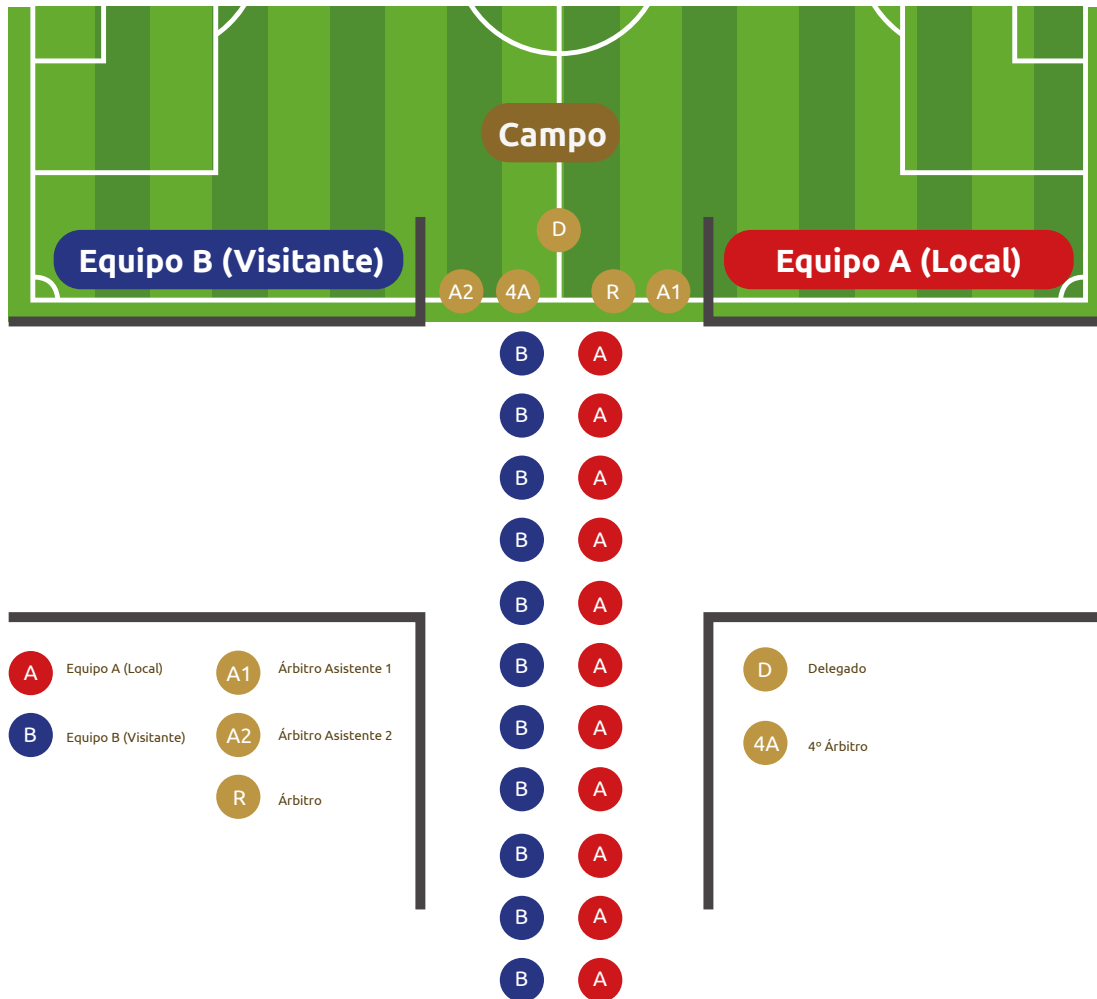 Campo
D
Equipo B (Visitante)
Equipo A (Local)
A2 4A R A1
B A
B A
B A
B A
B A
B A
B A
B A
B A
B A
B A
A Equipo A (Local)
B Equipo B (Visitante)
A1 Árbitro Asistente 1
A2 Árbitro Asistente 2
R Árbitro
D Delegado
4A 4º Árbitro